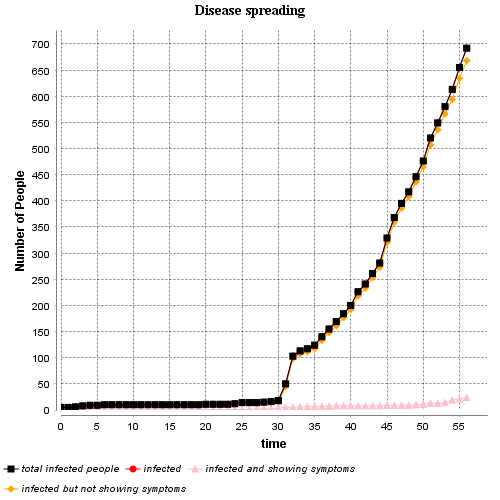 Disease spreading
Number of People
700
650
600
550
500
450
400
350
300
250
200
150
100
50
0
0 5 10 15 20 25 30 35 40 45 50 55
time
total infected people infected infected and showing symptoms
infected but not showing symptoms